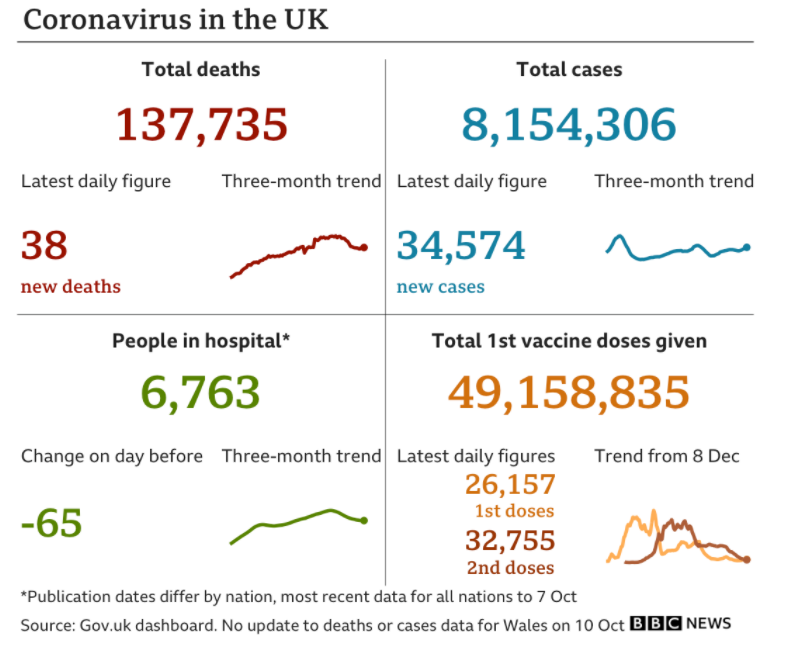 Coronavirus in the UK
Total deaths
137,735
Latest daily figure
Three-month trend
38
new deaths
Total cases
8,154,306
Latest daily figure
Three-month trend
34,574
new cases
People in hospital*
6,763
Change on day before
Three-month trend
-65
Total 1st vaccine doses given
49,158,835
Latest daily figures
Trend from 8 Dec
26,157
1st doses
32,755
2nd doses
*Publication dates differ by nation, most recent data for all nations to 7 Oct
Source: Gov.uk dashboard. No update to deaths or cases data for Wales on 10 Oct BBC NEWS